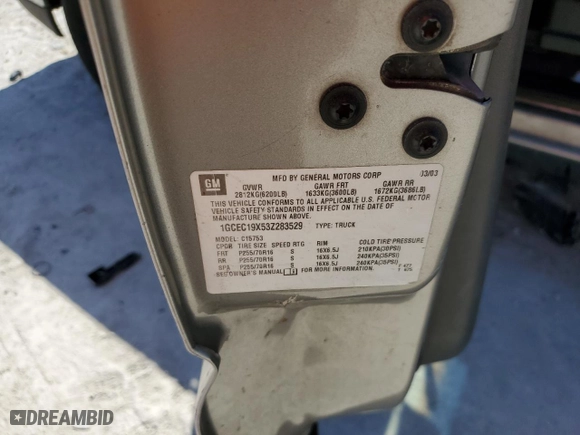 GM
MFD BY GENERAL MOTORS CORP 03/03
GVWR GAWR FRT GAWR RR
2812KG(6200LB) 1633KG(3600LB) 1672KG(3686LB)
THIS VEHICLE CONFORMS TO ALL APPLICABLE U.S. FEDERAL MOTOR
VEHICLE SAFETY STANDARDS IN EFFECT ON THE DATE OF
MANUFACTURE SHOWN ABOVE.
1GCEC19X53Z283529 TYPE: TRUCK
MODEL: C15753
TIRE SIZE SPEED RTG RIM COLD TIRE PRESSURE
FRT P255/70R16 S 16X6.5J 210KPA(30PSI)
RR P255/70R16 S 16X6.5J 240KPA(35PSI)
SPA P255/70R16 S 16X6.5J 240KPA(35PSI)
SEE OWNER'S MANUAL FOR MORE INFORMATION.
DREAMBID